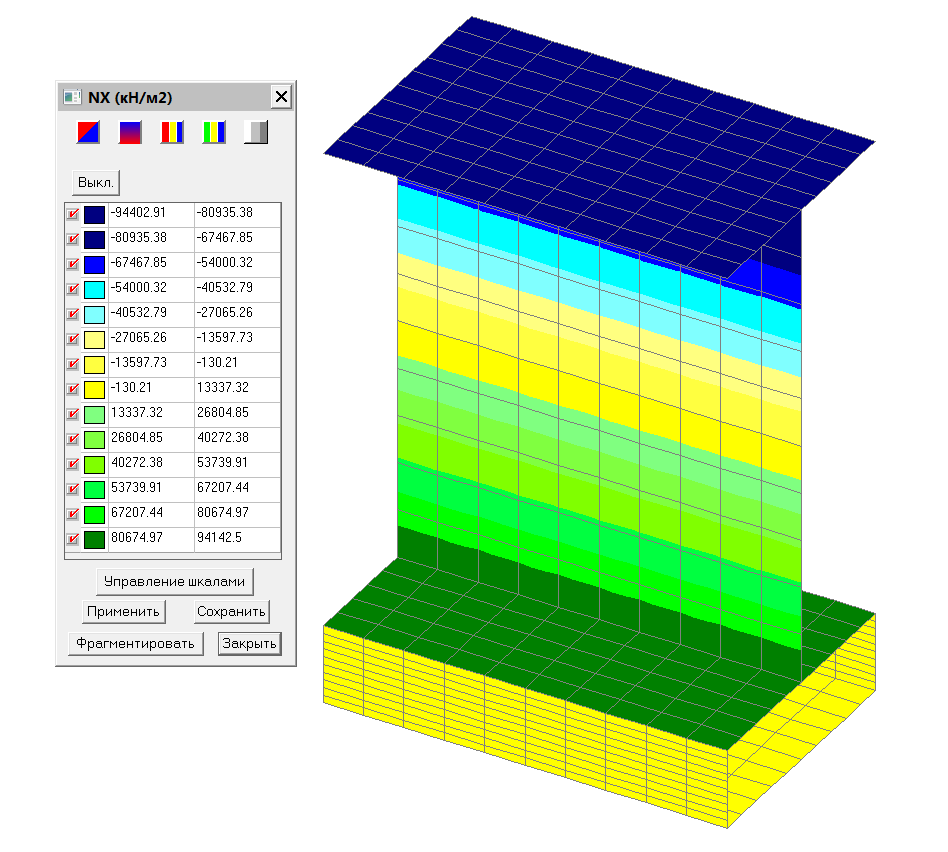 NX (кН/м2)
Выкл.
-94402.91 -80935.38
-80935.38 -67467.85
-67467.85 -54000.32
-54000.32 -40532.79
-40532.79 -27065.26
-27065.26 -13597.73
-13597.73 -130.21
-130.21 13337.32
13337.32 26804.85
26804.85 40272.38
40272.38 53739.91
53739.91 67207.44
67207.44 80674.97
80674.97 94142.5
Управление шкалами
Применить Сохранить
Фрагментировать Закрыть